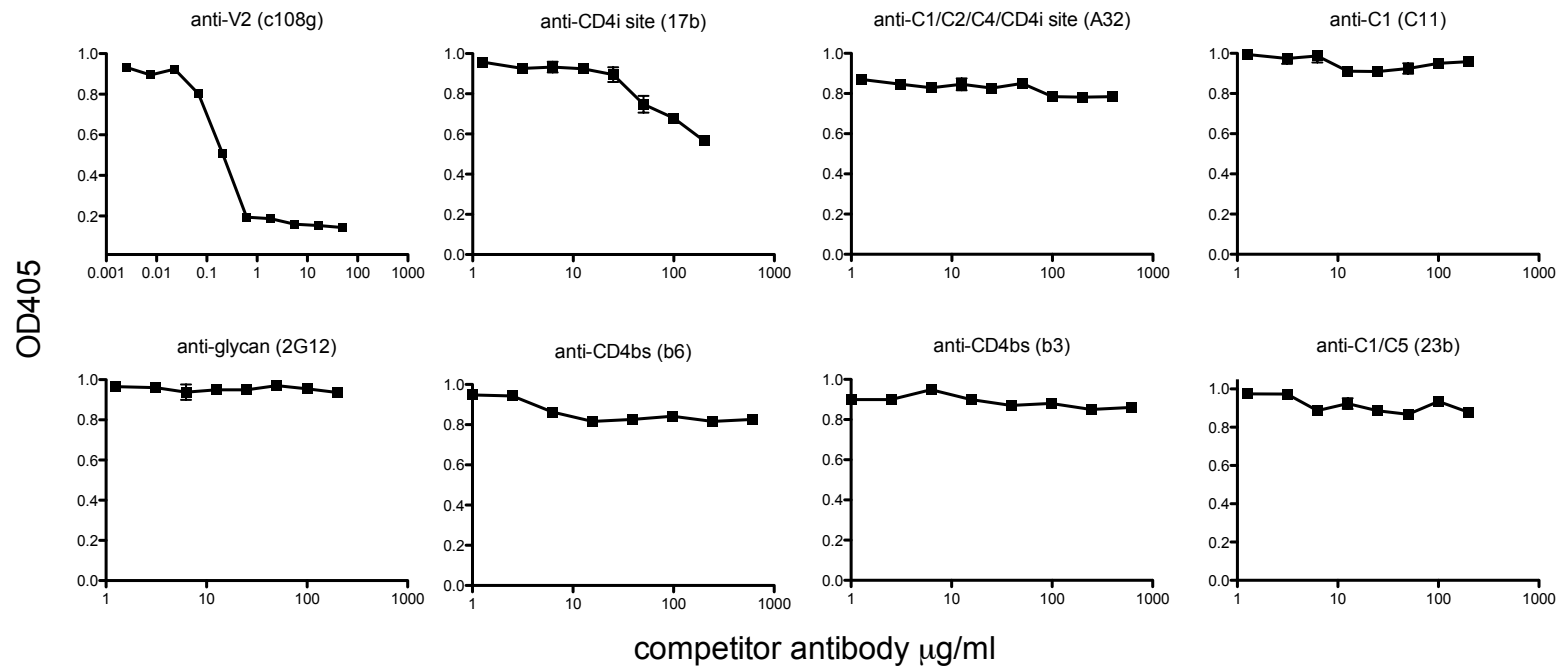 anti-V2 (c108g)
1.0
0.8
0.6
0.4
0.2
0.001 0.01 0.1 1 10 100 1000
anti-CD4i site (17b)
1.0
0.8
0.6
0.4
0.2
0.0
1 10 100 1000
anti-C1/C2/C4/CD4i site (A32)
1.0
0.8
0.6
0.4
0.2
0.0
1 10 100 1000
anti-C1 (C11)
1.0
0.8
0.6
0.4
0.2
0.0
1 10 100 1000
OD405
anti-glycan (2G12)
1.0
0.8
0.6
0.4
0.2
0.0
1 10 100 1000
anti-CD4bs (b6)
1.0
0.8
0.6
0.4
0.2
0.0
1 10 100 1000
anti-CD4bs (b3)
1.0
0.8
0.6
0.4
0.2
0.0
1 10 100 1000
anti-C1/C5 (23b)
1.0
0.8
0.6
0.4
0.2
0.0
1 10 100 1000
competitor antibody μg/ml